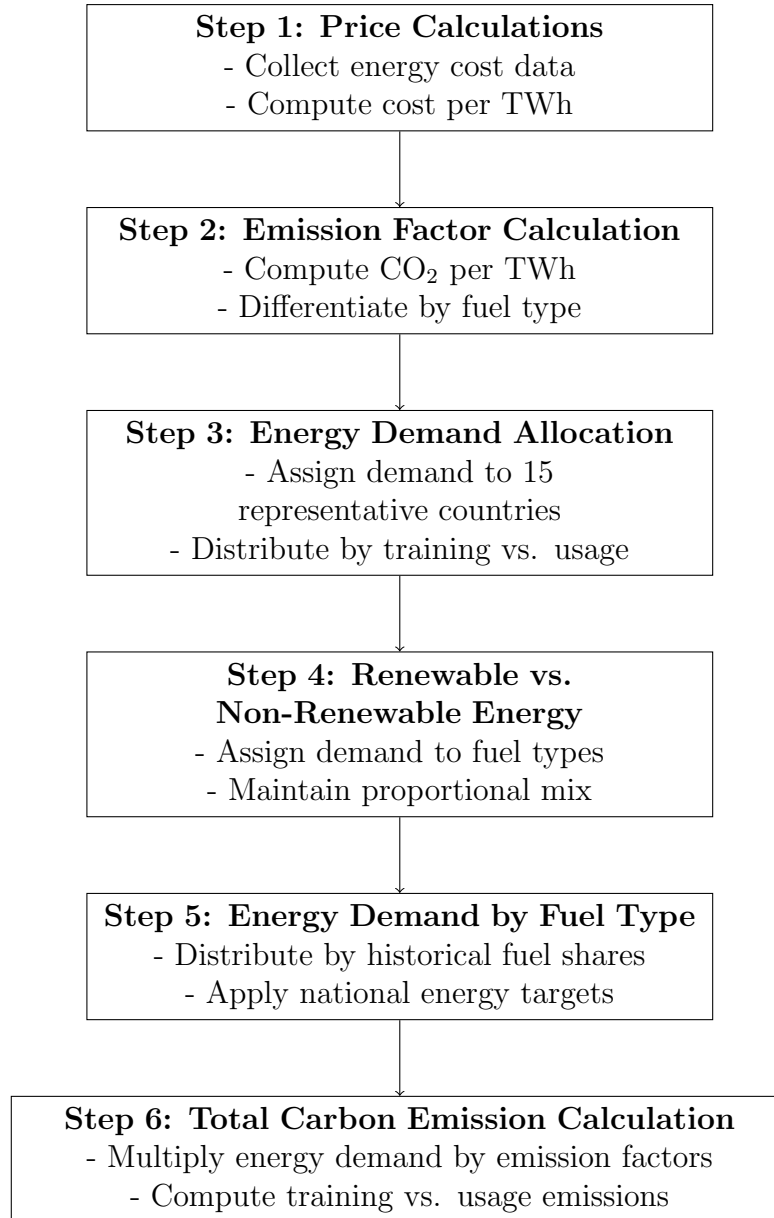 Step 1: Price Calculations
- Collect energy cost data
- Compute cost per TWh
Step 2: Emission Factor Calculation
- Compute CO₂ per TWh
- Differentiate by fuel type
Step 3: Energy Demand Allocation
- Assign demand to 15
representative countries
- Distribute by training vs. usage
Step 4: Renewable vs.
Non-Renewable Energy
- Assign demand to fuel types
- Maintain proportional mix
Step 5: Energy Demand by Fuel Type
- Distribute by historical fuel shares
- Apply national energy targets
Step 6: Total Carbon Emission Calculation
- Multiply energy demand by emission factors
- Compute training vs. usage emissions